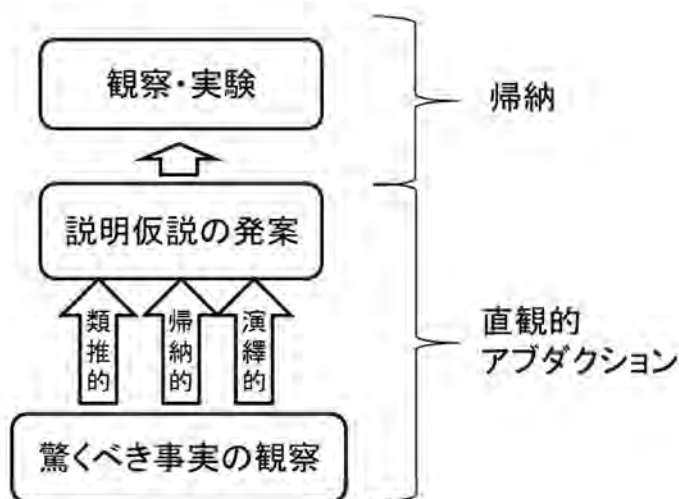 観察・実験
帰納
説明仮説の発案
類推的
帰納的
演繹的
直観的
アブダクション
驚くべき事実の観察